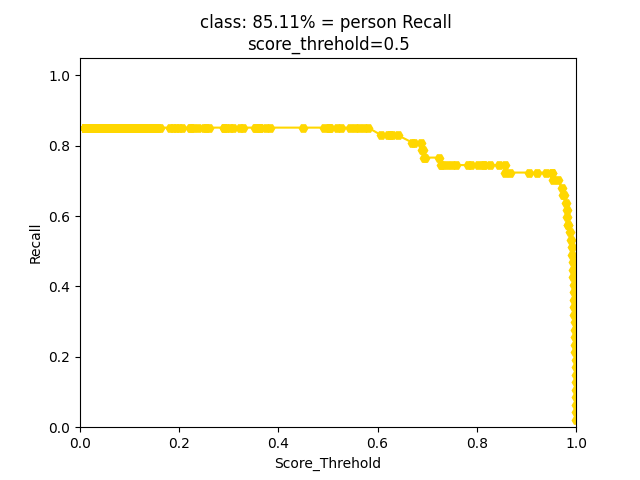 class: 85.11% = person Recall
score_threhold=0.5
1.0
0.8
0.6
0.4
0.2
0.0
Recall
0.0 0.2 0.4 0.6 0.8 1.0
Score_Threhold